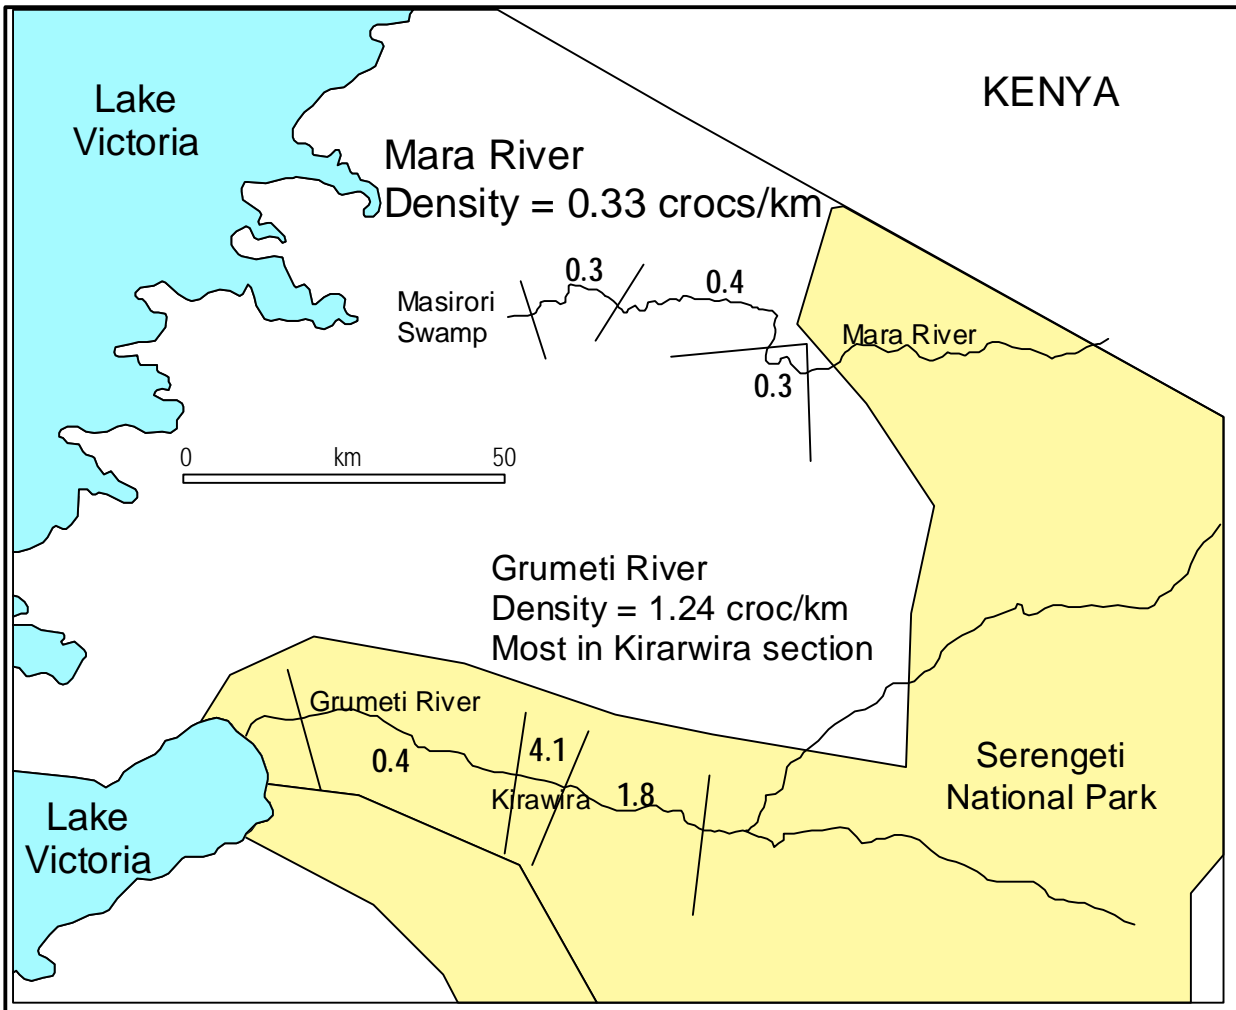 Lake
Victoria
KENYA
Mara River
Density = 0.33 crocs/km
0.3
0.4
Masirori
Swamp
Mara River
0.3
0 km 50
Grumeti River
Density = 1.24 croc/km
Most in Kirarwira section
Grumeti River
4.1
0.4
Kirawira
1.8
Serengeti
National Park
Lake
Victoria